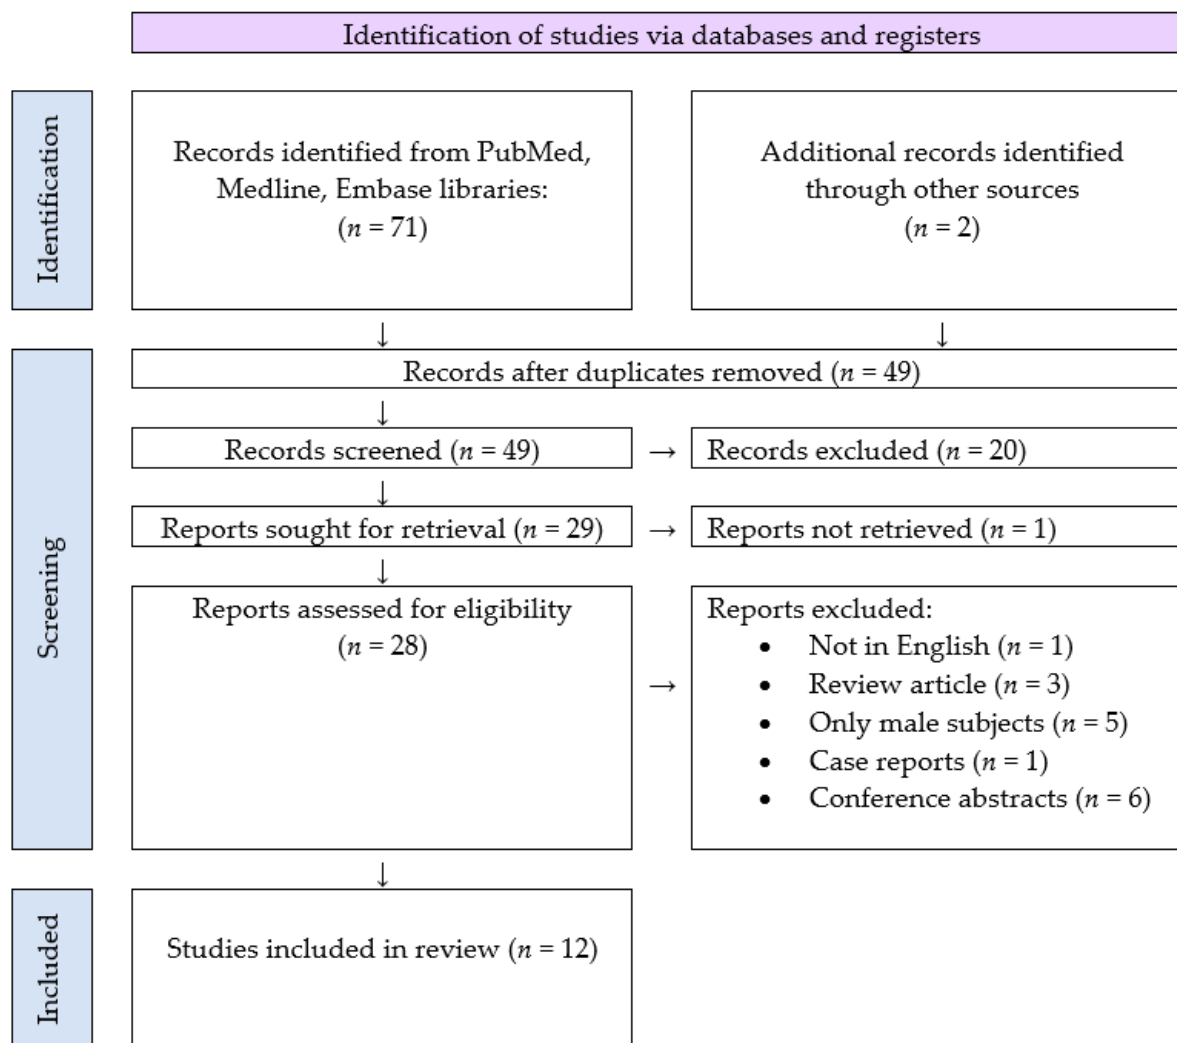 Identification of studies via databases and registers
Identification
Records identified from PubMed,
Medline, Embase libraries:
(n = 71)
Additional records identified
through other sources
(n = 2)
↓
↓
Screening
Records after duplicates removed (n = 49)
↓
Records screened (n = 49)
→
Records excluded (n = 20)
↓
Reports sought for retrieval (n = 29)
→
Reports not retrieved (n = 1)
↓
Reports assessed for eligibility
(n = 28)
→
Reports excluded:
• Not in English (n = 1)
• Review article (n = 3)
• Only male subjects (n = 5)
• Case reports (n = 1)
• Conference abstracts (n = 6)
↓
Included
Studies included in review (n = 12)